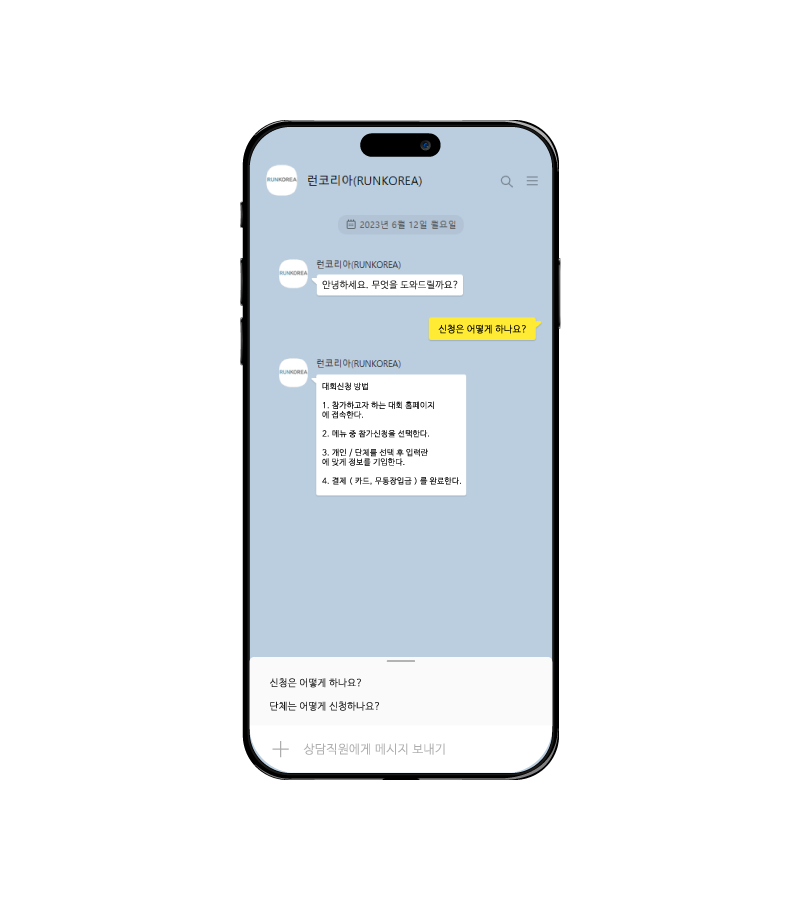 RUNKOREA
런코리아(RUNKOREA)
2023년 6월 12일 월요일
런코리아(RUNKOREA)
RUNKOREA
안녕하세요. 무엇을 도와드릴까요?
신청은 어떻게 하나요?
런코리아(RUNKOREA)
RUNKOREA
대회신청 방법
1. 참가하고자 하는 대회 홈페이지
에 접속한다.
2. 메뉴 중 참가신청을 선택한다.
3. 개인 / 단체를 선택 후 입력란
에 맞게 정보를 기입한다.
4. 결제 ( 카드, 무통장입금 ) 를 완료한다.
신청은 어떻게 하나요?
단체는 어떻게 신청하나요?
상담직원에게 메시지 보내기